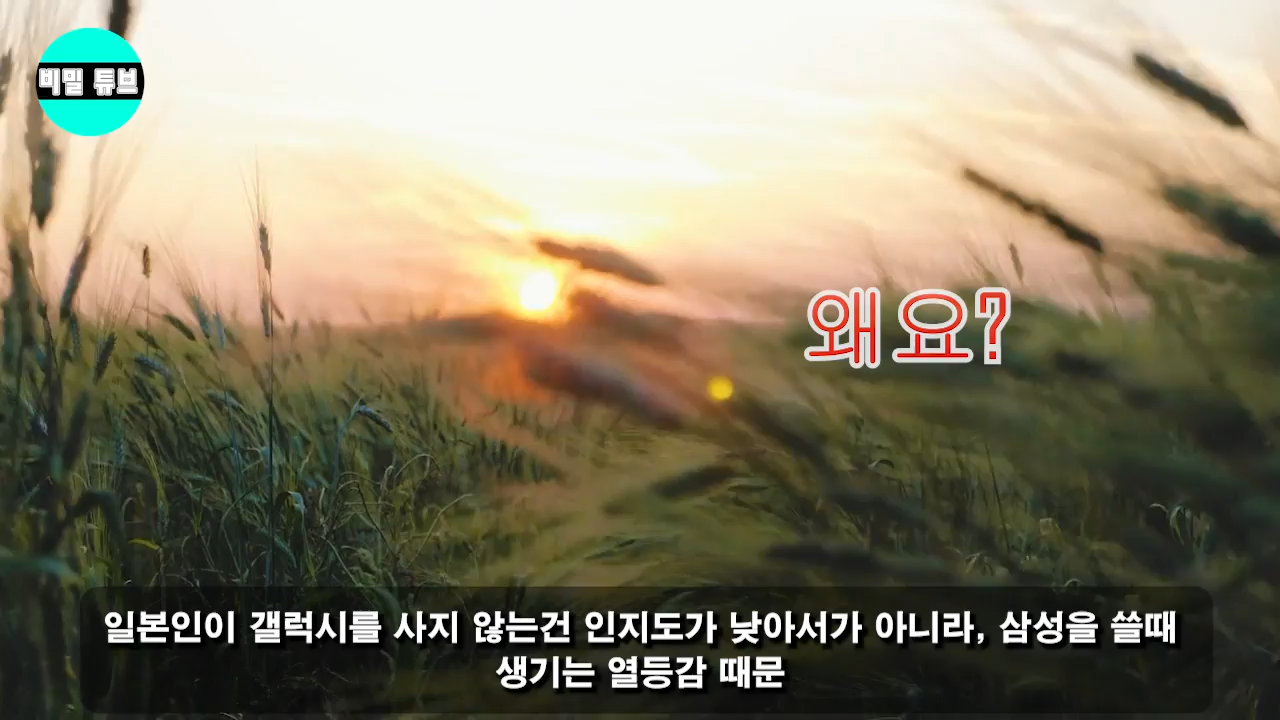 비밀 튜브
왜요?
일본인이 갤럭시를 사지 않는건 인지도가 낮아서가 아니라, 삼성을 쓸때
생기는 열등감 때문